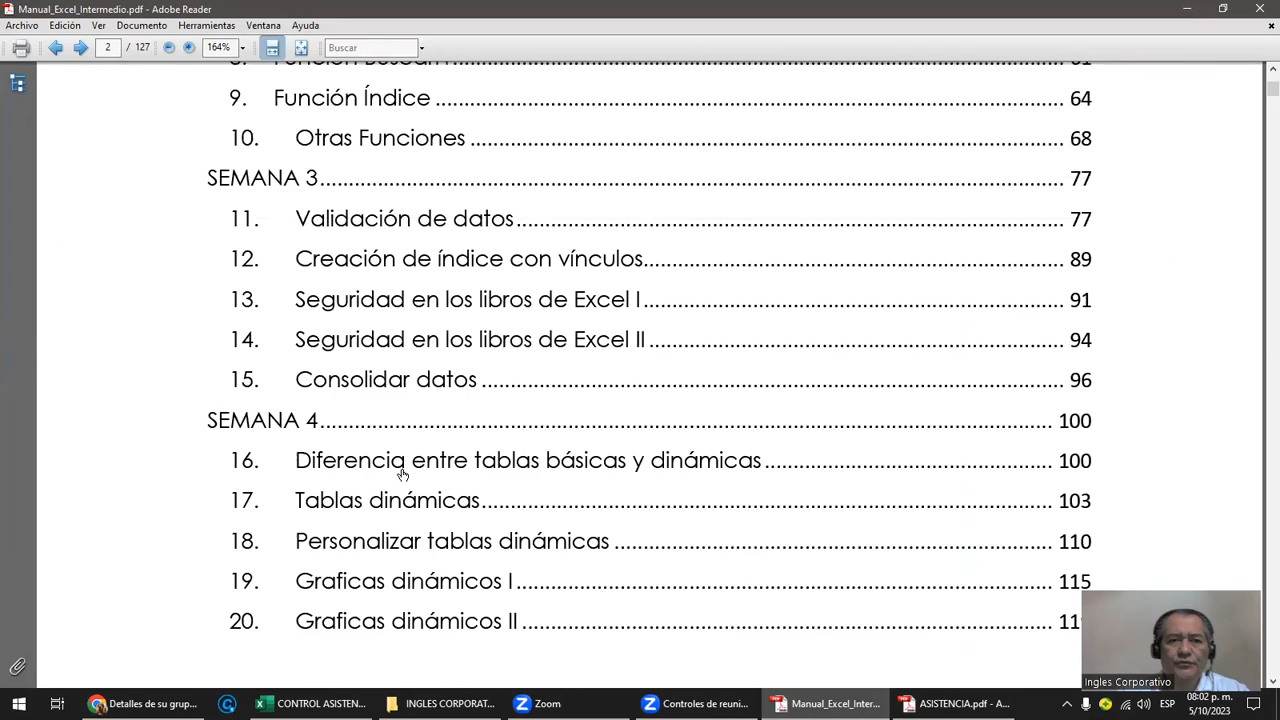 Manual_Excel_Intermedio.pdf - Adobe Reader
Archivo Edición Ver Documento Herramientas Ventana Ayuda
2 / 127 164% Buscar
9. Función Índice 64
10. Otras Funciones 68
SEMANA 3 77
11. Validación de datos 77
12. Creación de índice con vínculos 89
13. Seguridad en los libros de Excel I 91
14. Seguridad en los libros de Excel II 94
15. Consolidar datos 96
SEMANA 4 100
16. Diferencia entre tablas básicas y dinámicas 100
17. Tablas dinámicas 103
18. Personalizar tablas dinámicas 110
19. Graficas dinámicos I 115
20. Graficas dinámicos II
Ingles Corporativo
Detalles de su grup... CONTROL ASISTEN... INGLES CORPORAT... Zoom Controles de reuni... Manual_Excel_Inter... ASISTENCIA.pdf - A... ESP 08:02 p. m.
5/10/2023